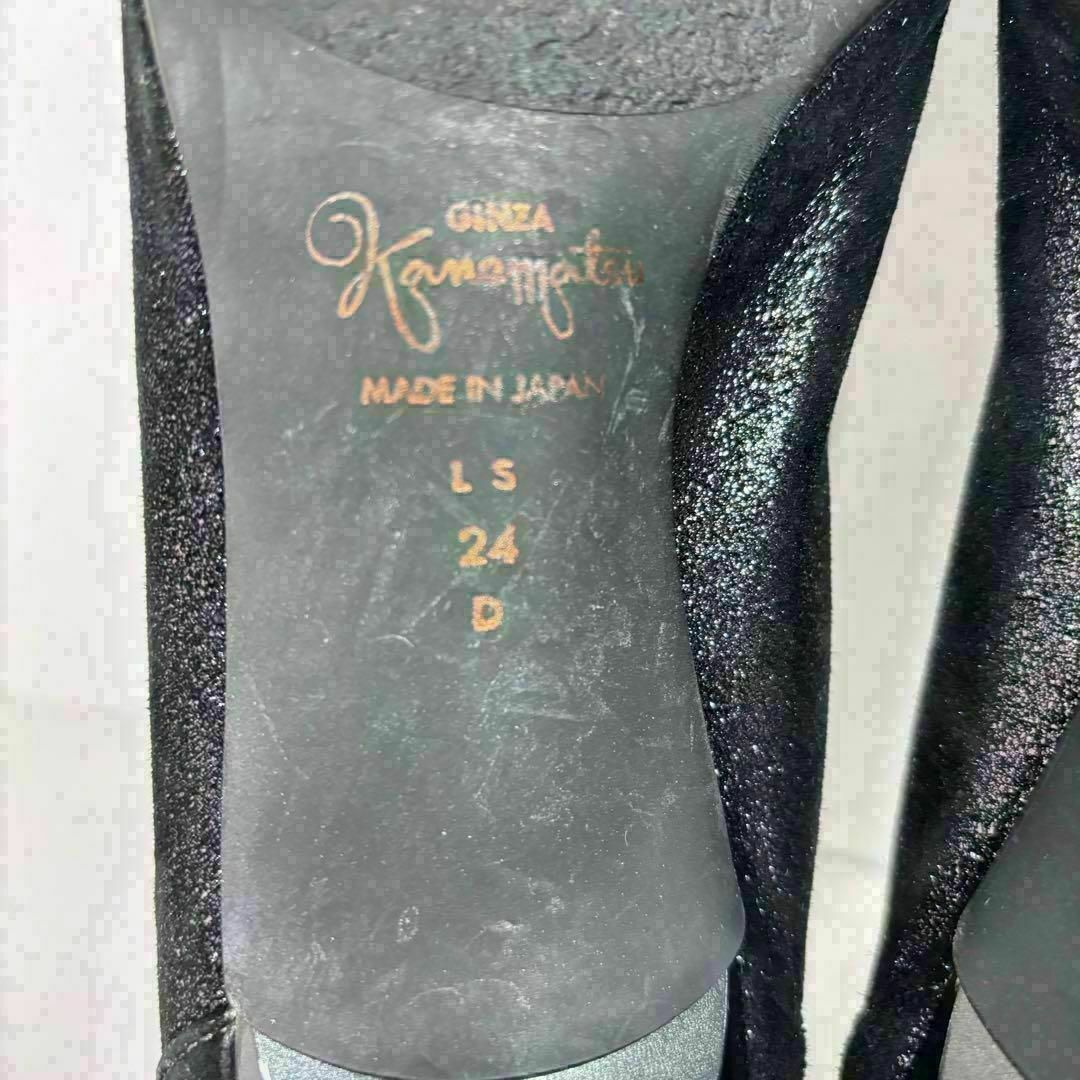 GINZA
Kanematsu
MADE IN JAPAN
L S
24
D